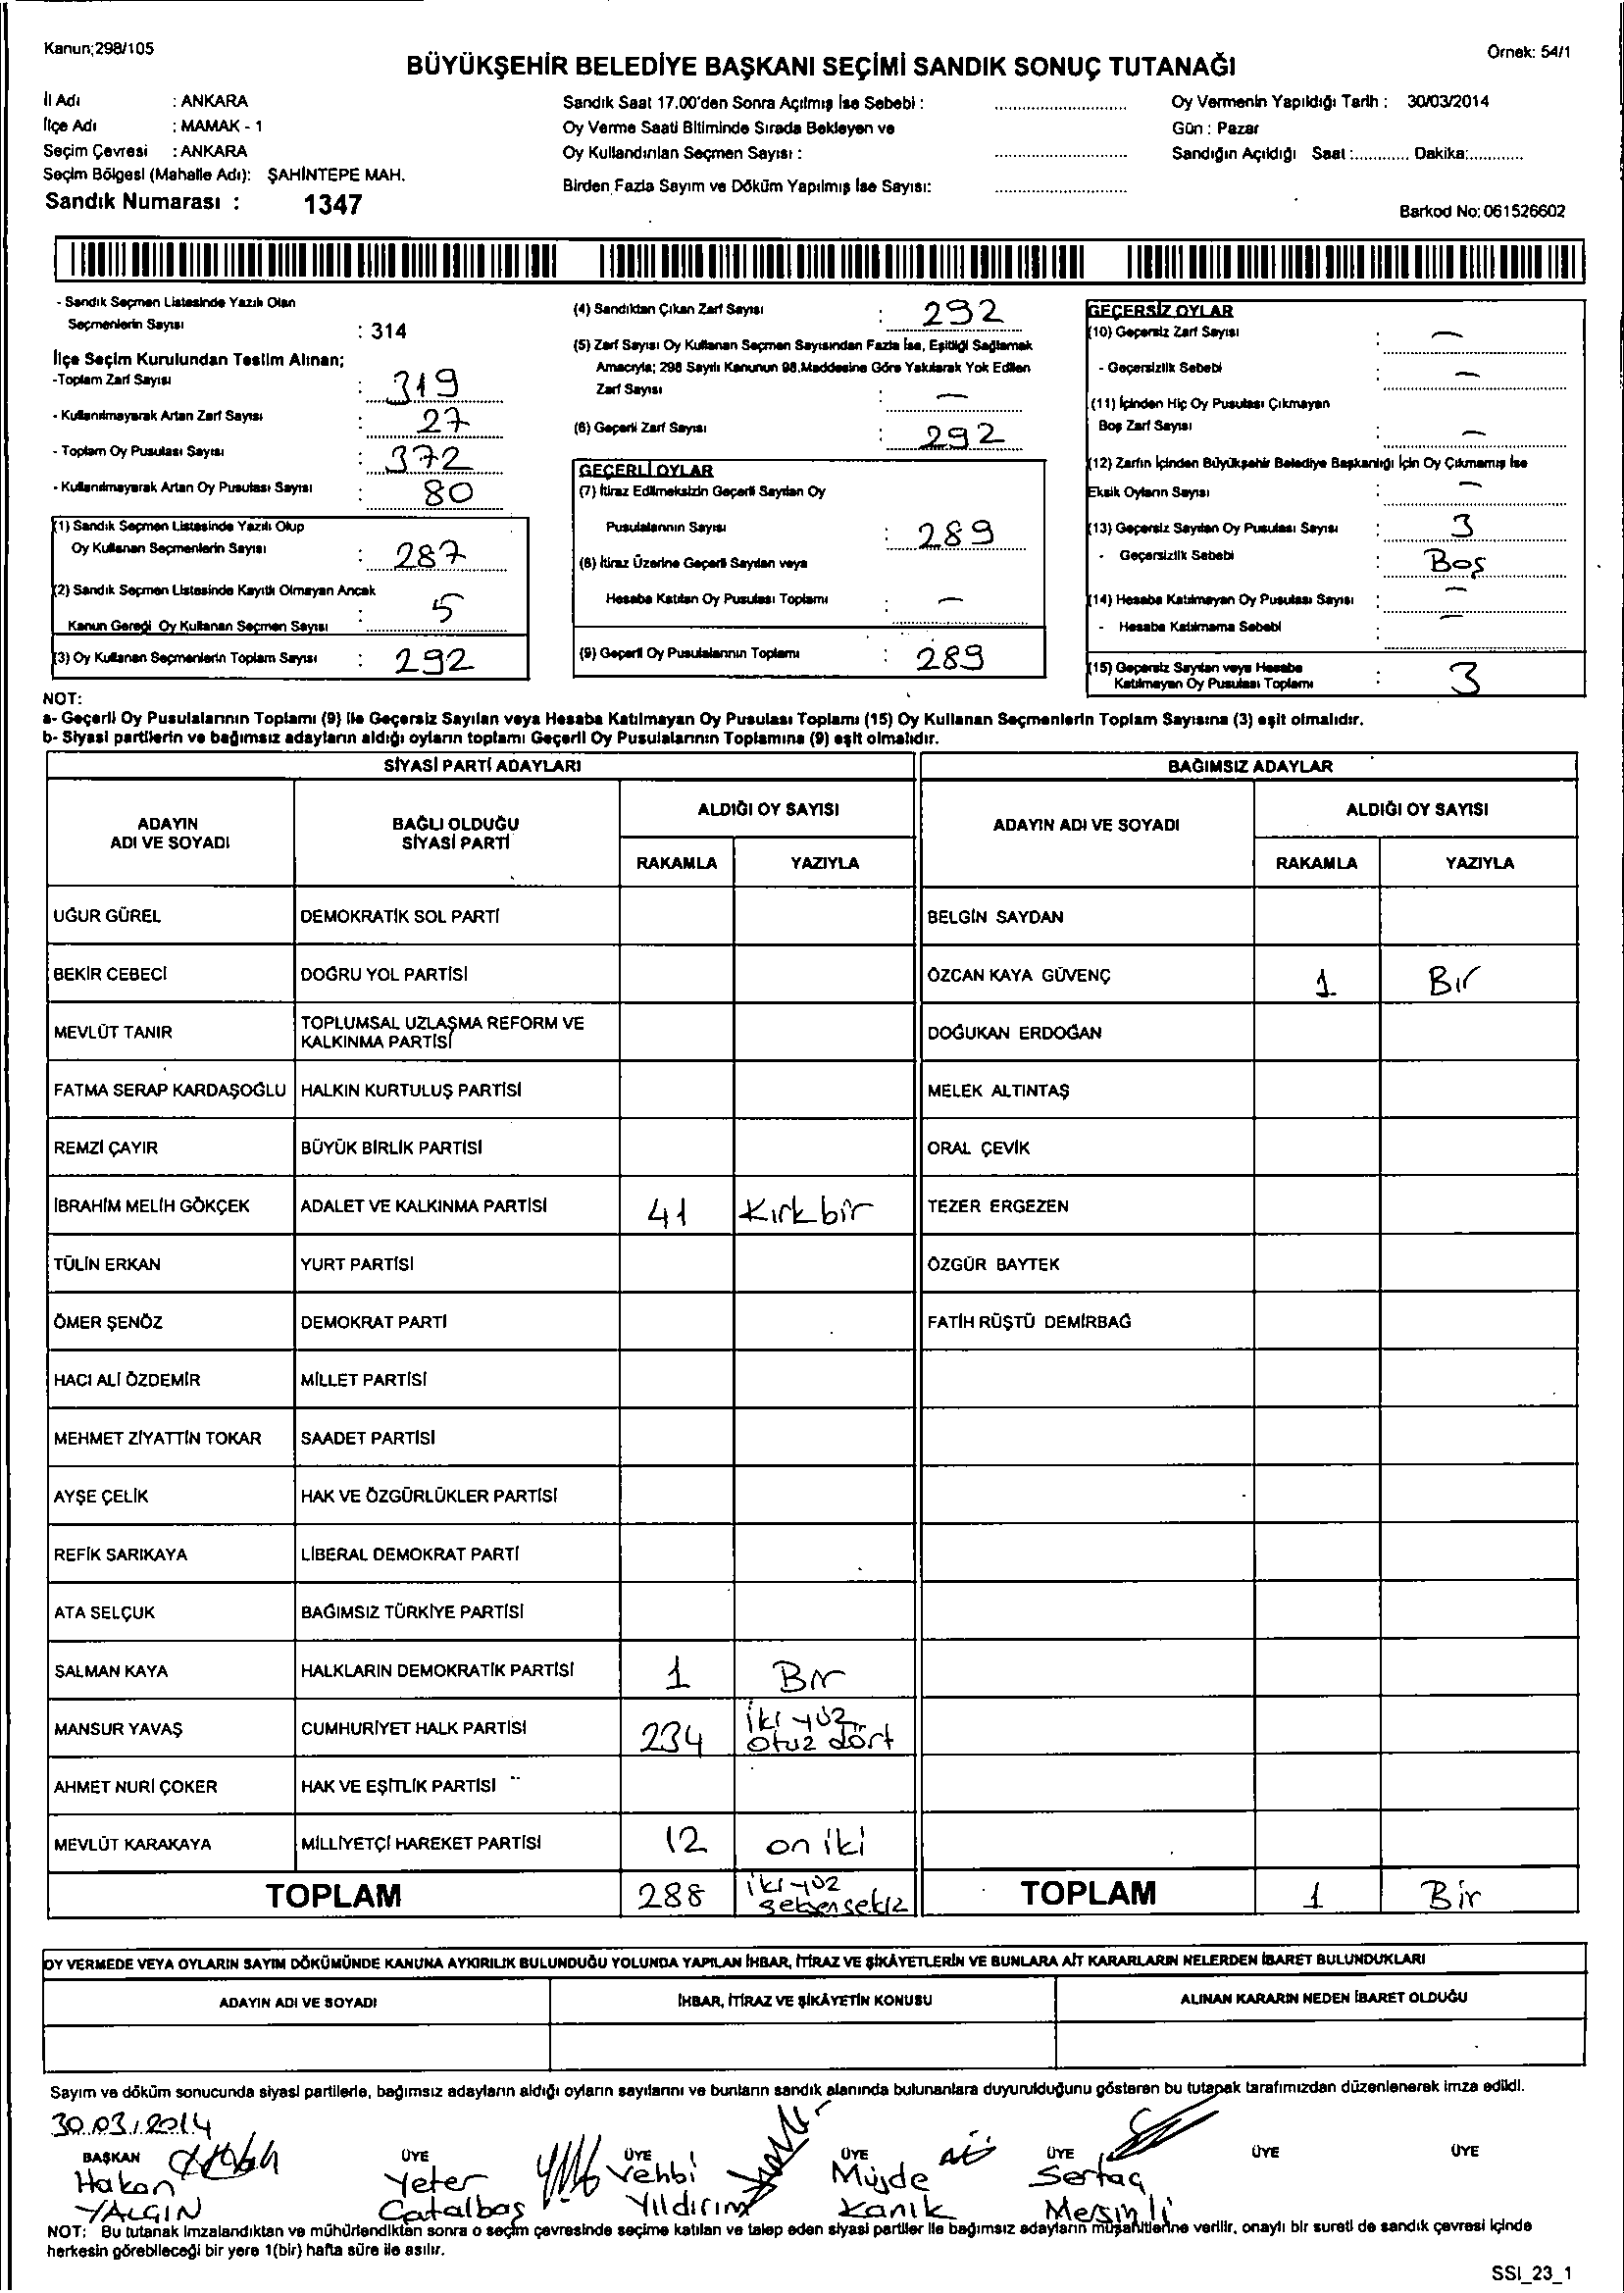 Kanun;298/105
Örnek: 54/1
BÜYÜKŞEHİR BELEDİYE BAŞKANI SEÇİMİ SANDIK SONUÇ TUTANAĞI
İl Adı : ANKARA
İlçe Adı : MAMAK - 1
Seçim Çevresi : ANKARA
Seçim Bölgesi (Mahalle Adı): ŞAHİNTEPE MAH.
Sandık Numarası : 1347
Sandık Saat 17.00'den Sonra Açılmış İse Sebebi : ............................
Oy Verme Saati Bitiminde Sırada Bekleyen ve
Oy Kullandırılan Seçmen Sayısı : ............................
Birden Fazla Sayım ve Döküm Yapılmış İse Sayısı: ............................
Oy Vermenin Yapıldığı Tarih : 30/03/2014
Gün : Pazar
Sandığın Açıldığı Saat :............ Dakika:............
Barkod No: 061526602
- Sandık Seçmen Listesinde Yazılı Olan
Seçmenlerin Sayısı : 314
İlçe Seçim Kurulundan Teslim Alınan;
-Toplam Zarf Sayısı : 319
- Kullanılmayarak Artan Zarf Sayısı : 27
- Toplam Oy Pusulası Sayısı : 372
- Kullanılmayarak Artan Oy Pusulası Sayısı : 80
(1) Sandık Seçmen Listesinde Yazılı Olup
Oy Kullanan Seçmenlerin Sayısı : 287
(2) Sandık Seçmen Listesinde Kayıtlı Olmayan Ancak
Kanun Gereği Oy Kullanan Seçmen Sayısı : 5
(3) Oy Kullanan Seçmenlerin Toplam Sayısı : 292
(4) Sandıktan Çıkan Zarf Sayısı : 292
(5) Zarf Sayısı Oy Kullanan Seçmen Sayısından Fazla İse, Eşitliği Sağlamak
Amacıyla; 298 Sayılı Kanunun 98.Maddesine Göre Yakılarak Yok Edilen
Zarf Sayısı : —
(6) Geçerli Zarf Sayısı : 292
GEÇERLİ OYLAR
(7) İtiraz Edilmeksizin Geçerli Sayılan Oy
Pusulalarının Sayısı : 289
(8) İtiraz Üzerine Geçerli Sayılan veya
Hesaba Katılan Oy Pusulası Toplamı : —
(9) Geçerli Oy Pusulalarının Toplamı : 289
GEÇERSİZ OYLAR
(10) Geçersiz Zarf Sayısı : —
- Geçersizlik Sebebi : —
(11) İçinden Hiç Oy Pusulası Çıkmayan
Boş Zarf Sayısı : —
(12) Zarfın İçinden Büyükşehir Belediye Başkanlığı İçin Oy Çıkmamış İse
Eksik Oyların Sayısı : —
(13) Geçersiz Sayılan Oy Pusulası Sayısı : 3
- Geçersizlik Sebebi : Boş
(14) Hesaba Katılmayan Oy Pusulası Sayısı : —
- Hesaba Katılmama Sebebi : —
(15) Geçersiz Sayılan veya Hesaba
Katılmayan Oy Pusulası Toplamı : 3
NOT:
a- Geçerli Oy Pusulalarının Toplamı (9) ile Geçersiz Sayılan veya Hesaba Katılmayan Oy Pusulası Toplamı (15) Oy Kullanan Seçmenlerin Toplam Sayısına (3) eşit olmalıdır.
b- Siyasi partilerin ve bağımsız adayların aldığı oyların toplamı Geçerli Oy Pusulalarının Toplamına (9) eşit olmalıdır.
SİYASİ PARTİ ADAYLARI BAĞIMSIZ ADAYLAR
ADAYIN ADI VE SOYADI BAĞLI OLDUĞU SİYASİ PARTİ ALDIĞI OY SAYISI ADAYIN ADI VE SOYADI ALDIĞI OY SAYISI
RAKAMLA YAZIYLA RAKAMLA YAZIYLA
UĞUR GÜREL DEMOKRATİK SOL PARTİ BELGİN SAYDAN
BEKİR CEBECİ DOĞRU YOL PARTİSİ ÖZCAN KAYA GÜVENÇ 1 Bir
MEVLÜT TANIR TOPLUMSAL UZLAŞMA REFORM VE KALKINMA PARTİSİ DOĞUKAN ERDOĞAN
FATMA SERAP KARDAŞOĞLU HALKIN KURTULUŞ PARTİSİ MELEK ALTINTAŞ
REMZİ ÇAYIR BÜYÜK BİRLİK PARTİSİ ORAL ÇEVİK
İBRAHİM MELİH GÖKÇEK ADALET VE KALKINMA PARTİSİ 41 Kırk bir TEZER ERGEZEN
TÜLİN ERKAN YURT PARTİSİ ÖZGÜR BAYTEK
ÖMER ŞENÖZ DEMOKRAT PARTİ FATİH RÜŞTÜ DEMİRBAĞ
HACI ALİ ÖZDEMİR MİLLET PARTİSİ
MEHMET ZİYATTİN TOKAR SAADET PARTİSİ
AYŞE ÇELİK HAK VE ÖZGÜRLÜKLER PARTİSİ
REFİK SARIKAYA LİBERAL DEMOKRAT PARTİ
ATA SELÇUK BAĞIMSIZ TÜRKİYE PARTİSİ
SALMAN KAYA HALKLARIN DEMOKRATİK PARTİSİ 1 Bir
MANSUR YAVAŞ CUMHURİYET HALK PARTİSİ 234 iki yüz otuz dört
AHMET NURİ ÇOKER HAK VE EŞİTLİK PARTİSİ
MEVLÜT KARAKAYA MİLLİYETÇİ HAREKET PARTİSİ 12 on iki
TOPLAM 288 iki yüz seksen sekiz TOPLAM 1 Bir
OY VERMEDE VEYA OYLARIN SAYIM DÖKÜMÜNDE KANUNA AYKIRILIK BULUNDUĞU YOLUNDA YAPILAN İHBAR, İTİRAZ VE ŞİKÂYETLERİN VE BUNLARA AİT KARARLARIN NELERDEN İBARET BULUNDUKLARI
ADAYIN ADI VE SOYADI İHBAR, İTİRAZ VE ŞİKÂYETİN KONUSU ALINAN KARARIN NEDEN İBARET OLDUĞU
Sayım ve döküm sonucunda siyasi partilerle, bağımsız adayların aldığı oyların sayılarını ve bunların sandık alanında bulunanlara duyurulduğunu gösteren bu tutanak tarafımızdan düzenlenerek imza edildi.
30.03.2014
BAŞKAN ÜYE ÜYE ÜYE ÜYE ÜYE ÜYE
Hakan Yeter Vehbi Müjde Sertaç
YALGIN Çatalbaş Yıldırım Kanık Mersinli
NOT: Bu tutanak imzalandıktan ve mühürlendikten sonra o seçim çevresinde seçime katılan ve talep eden siyasi partiler ile bağımsız adayların müşahitlerine verilir, onaylı bir sureti de sandık çevresi içinde
herkesin görebileceği bir yere 1(bir) hafta süre ile asılır.
SSI_23_1